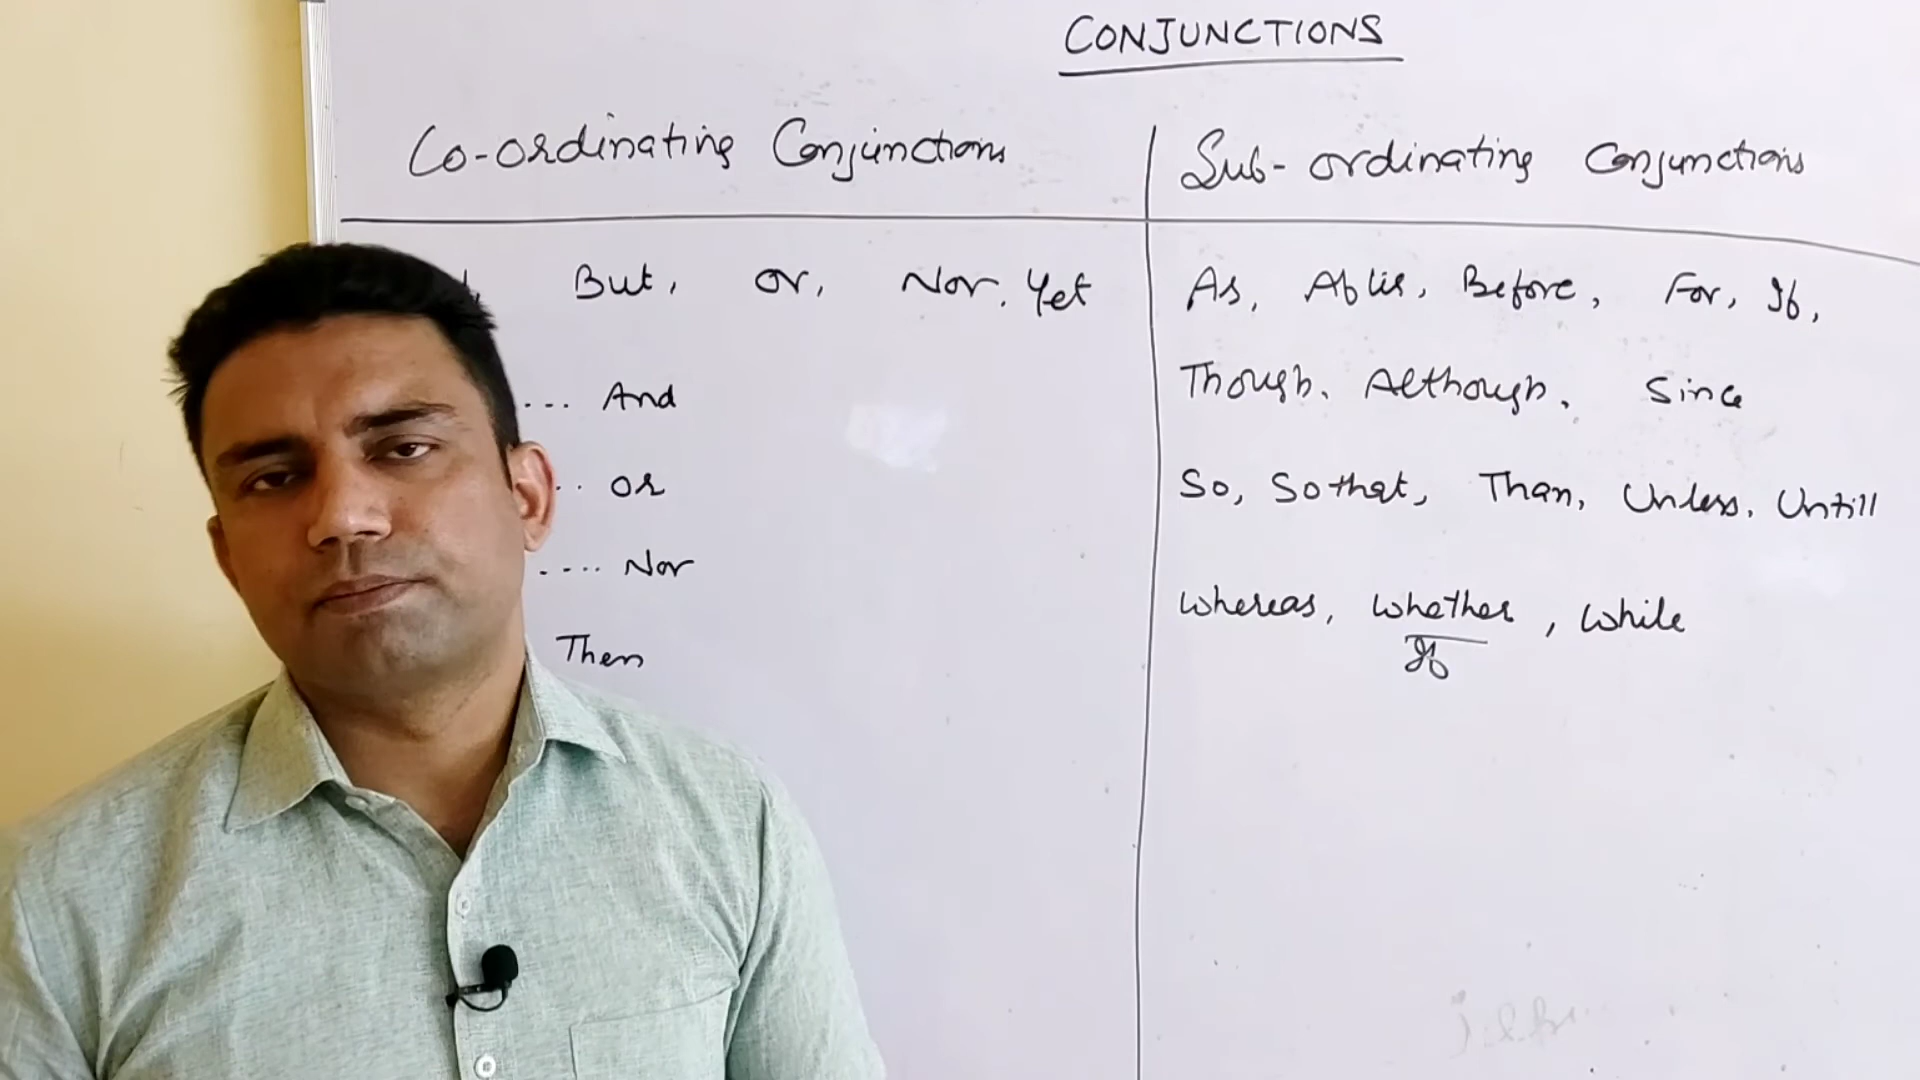 CONJUNCTIONS
Co-ordinating Conjunctions
But, or, Nor, Yet
.... And
.. or
.... Nor
Then
Sub-ordinating Conjunctions
As, After, Before, For, If,
Though, Although, Since
So, So that, Than, Unless, Untill
Whereas, Whether, While
If